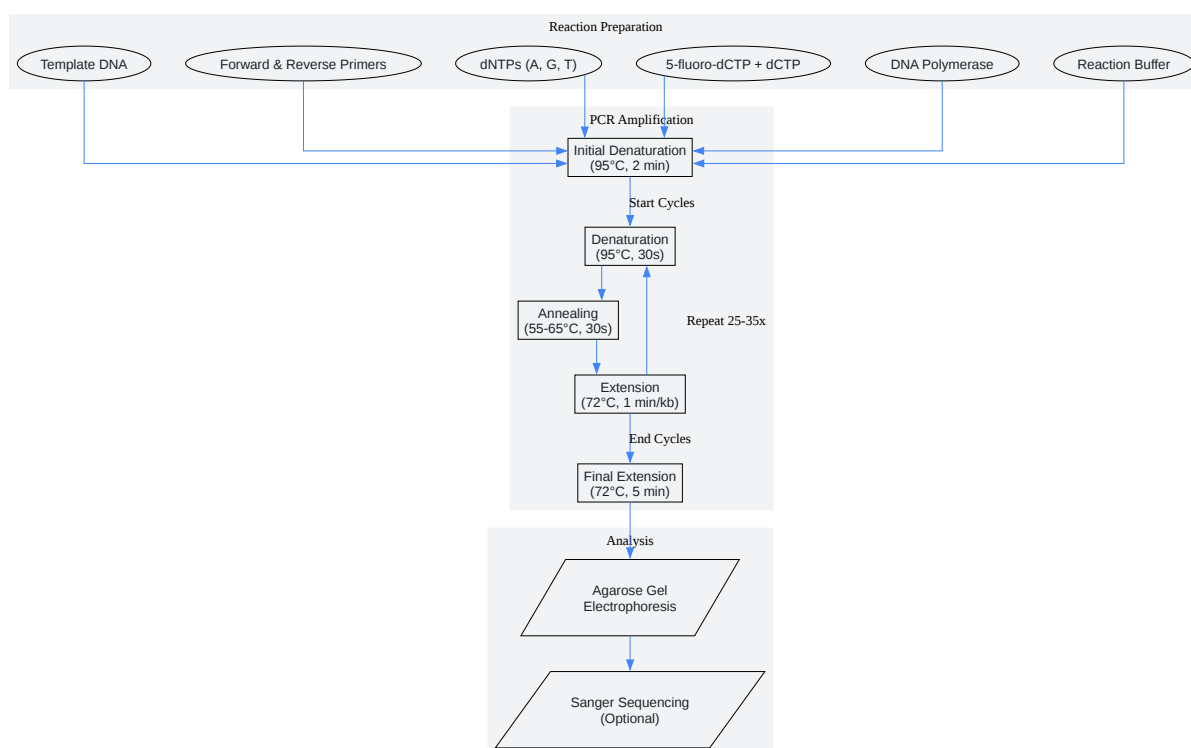 Reaction Preparation
Template DNA
Forward & Reverse Primers
dNTPs (A, G, T)
5-fluoro-dCTP + dCTP
DNA Polymerase
Reaction Buffer
PCR Amplification
Initial Denaturation
(95°C, 2 min)
Start Cycles
Denaturation
(95°C, 30s)
Annealing
(55-65°C, 30s)
Repeat 25-35x
Extension
(72°C, 1 min/kb)
End Cycles
Final Extension
(72°C, 5 min)
Analysis
Agarose Gel
Electrophoresis
Sanger Sequencing
(Optional)